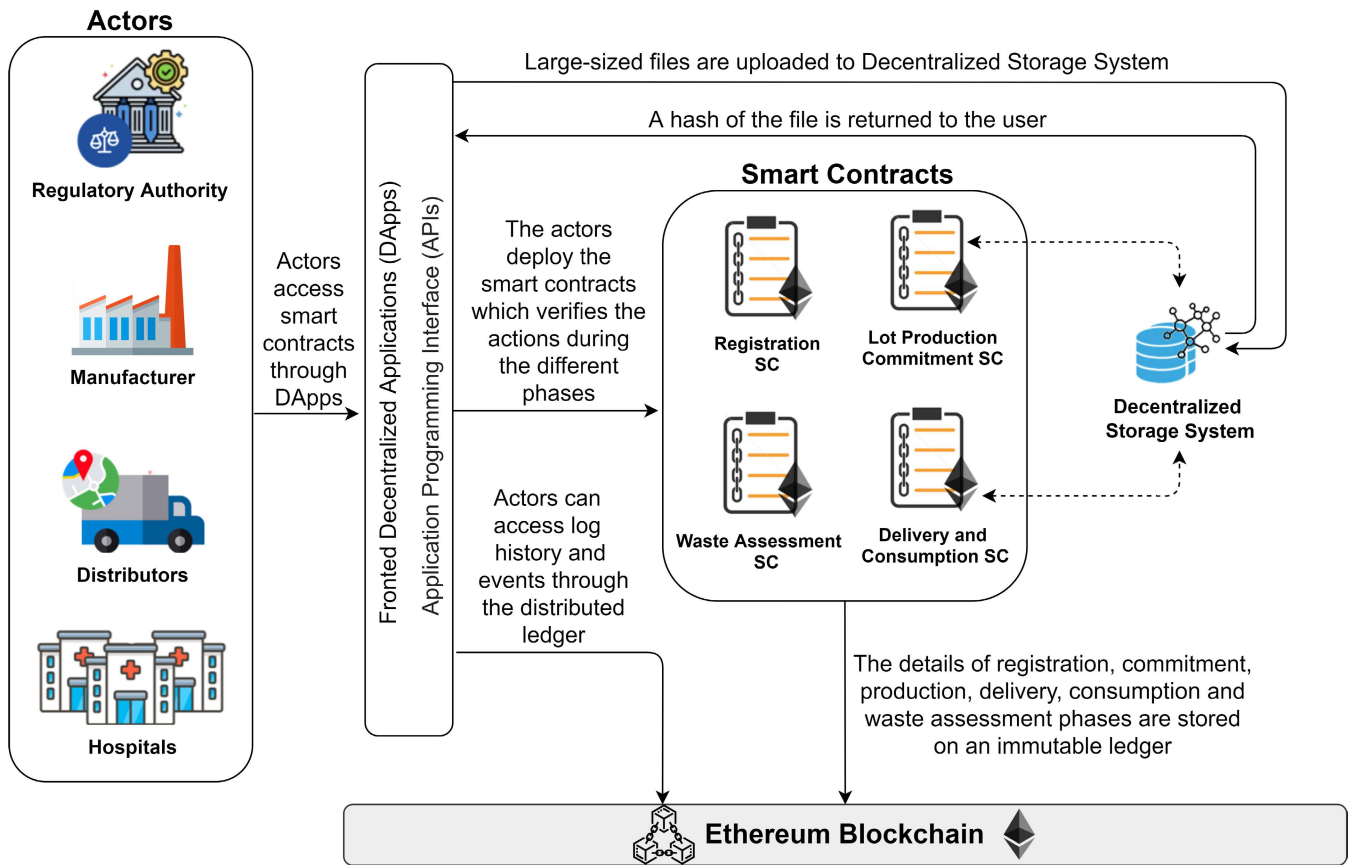 Actors
Regulatory Authority
Manufacturer
Distributors
Hospitals
Actors
access
smart
contracts
through
DApps
Fronted Decentralized Applications (DApps)
Application Programming Interface (APIs)
Large-sized files are uploaded to Decentralized Storage System
A hash of the file is returned to the user
The actors
deploy the
smart contracts
which verifies the
actions during
the different
phases
Actors can
access log
history and
events through
the distributed
ledger
Smart Contracts
Registration
SC
Lot Production
Commitment SC
Waste Assessment
SC
Delivery and
Consumption SC
Decentralized
Storage System
The details of registration, commitment,
production, delivery, consumption and
waste assessment phases are stored
on an immutable ledger
Ethereum Blockchain